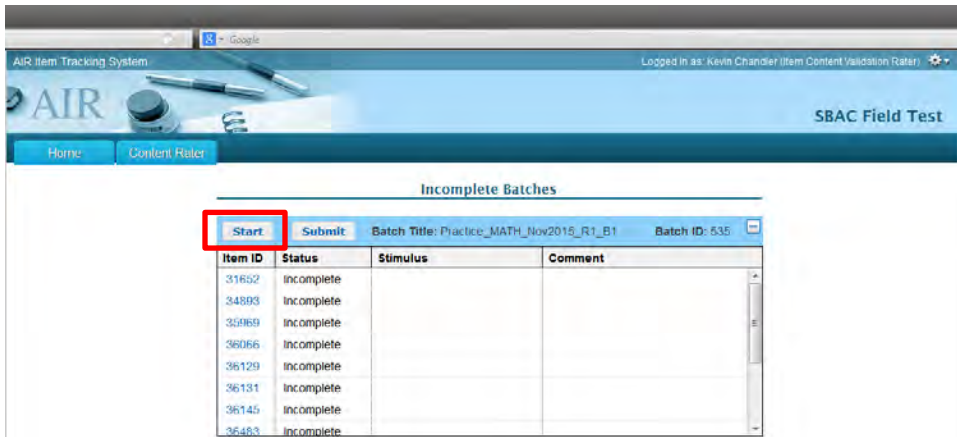 Google
AIR Item Tracking System
Logged in as: Kevin Chandler (Item Content Validation Rater)
AIR
SBAC Field Test
Home Content Rater
Incomplete Batches
Start Submit Batch Title: Practice_MATH_Nov2015_R1_B1 Batch ID: 535
Item ID Status Stimulus Comment
31652 Incomplete
34893 Incomplete
35969 Incomplete
36066 Incomplete
36129 Incomplete
36131 Incomplete
36145 Incomplete
36483 Incomplete